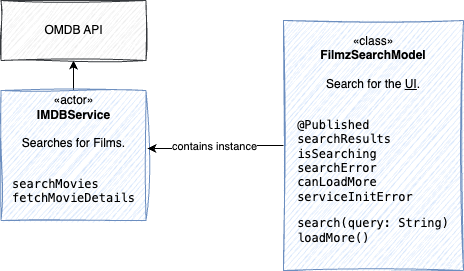 OMDB API
«actor»
IMDBService
Searches for Films.
searchMovies
fetchMovieDetails
contains instance
«class»
FilmzSearchModel
Search for the UI.
@Published
searchResults
isSearching
searchError
canLoadMore
serviceInitError
search(query: String)
loadMore()